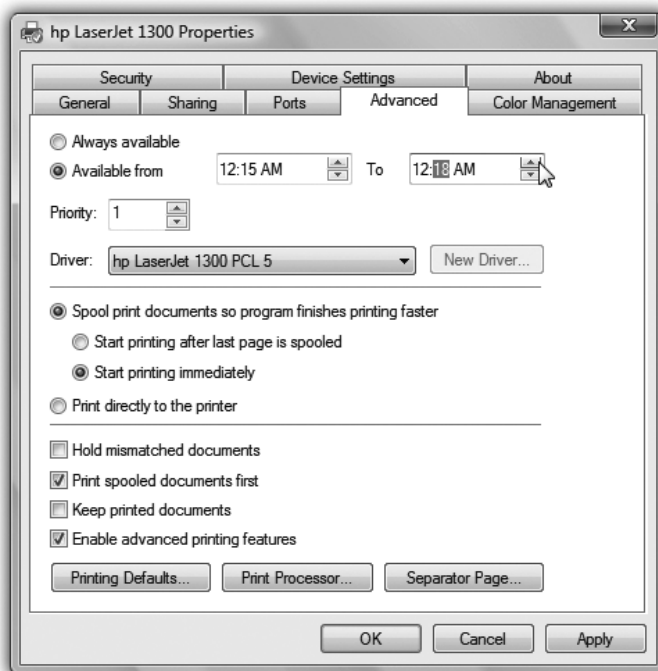 hp LaserJet 1300 Properties
Security Device Settings About
General Sharing Ports Advanced Color Management
Always available
Available from 12:15 AM To 12:18 AM
Priority: 1
Driver: hp LaserJet 1300 PCL 5 New Driver...
Spool print documents so program finishes printing faster
Start printing after last page is spooled
Start printing immediately
Print directly to the printer
Hold mismatched documents
Print spooled documents first
Keep printed documents
Enable advanced printing features
Printing Defaults... Print Processor... Separator Page...
OK Cancel Apply